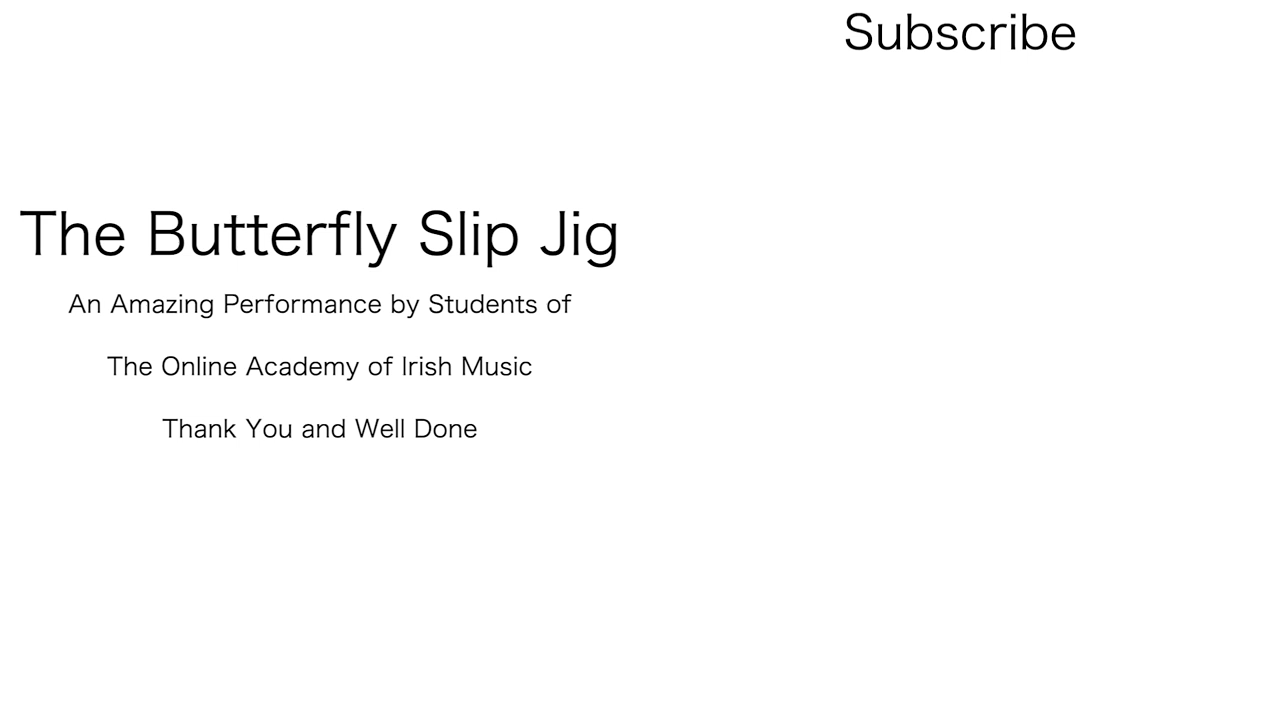 Subscribe
The Butterfly Slip Jig
An Amazing Performance by Students of
The Online Academy of Irish Music
Thank You and Well Done